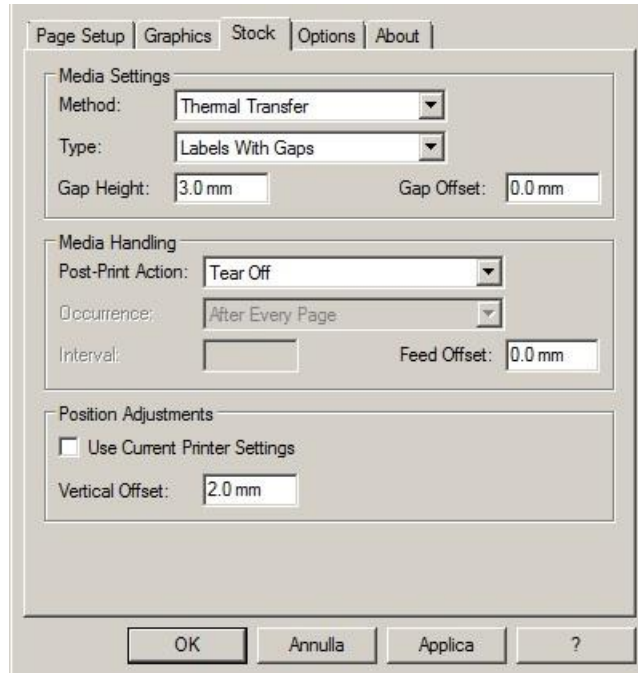 Page Setup Graphics Stock Options About
Media Settings
Method: Thermal Transfer
Type: Labels With Gaps
Gap Height: 3.0 mm Gap Offset: 0.0 mm
Media Handling
Post-Print Action: Tear Off
Occurrence: After Every Page
Interval: Feed Offset: 0.0 mm
Position Adjustments
Use Current Printer Settings
Vertical Offset: 2.0 mm
OK Annulla Applica ?